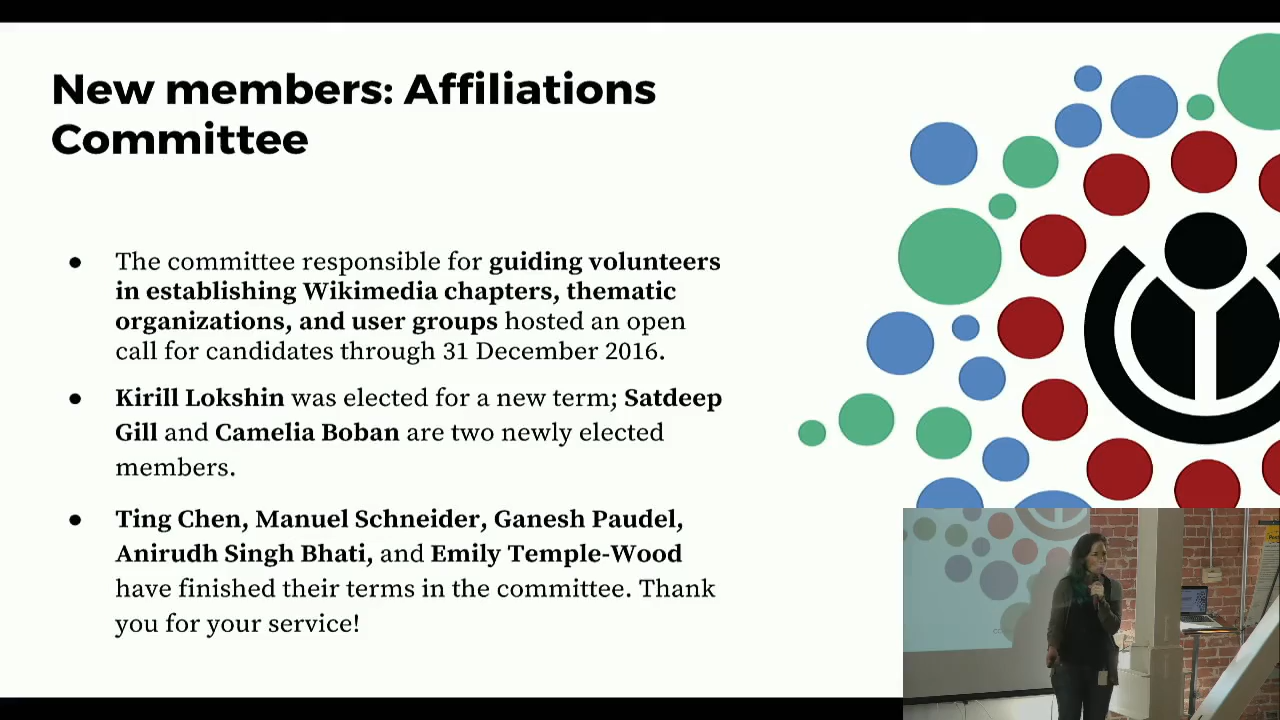 New members: Affiliations
Committee
● The committee responsible for guiding volunteers
in establishing Wikimedia chapters, thematic
organizations, and user groups hosted an open
call for candidates through 31 December 2016.
● Kirill Lokshin was elected for a new term; Satdeep
Gill and Camelia Boban are two newly elected
members.
● Ting Chen, Manuel Schneider, Ganesh Paudel,
Anirudh Singh Bhati, and Emily Temple-Wood
have finished their terms in the committee. Thank
you for your service!